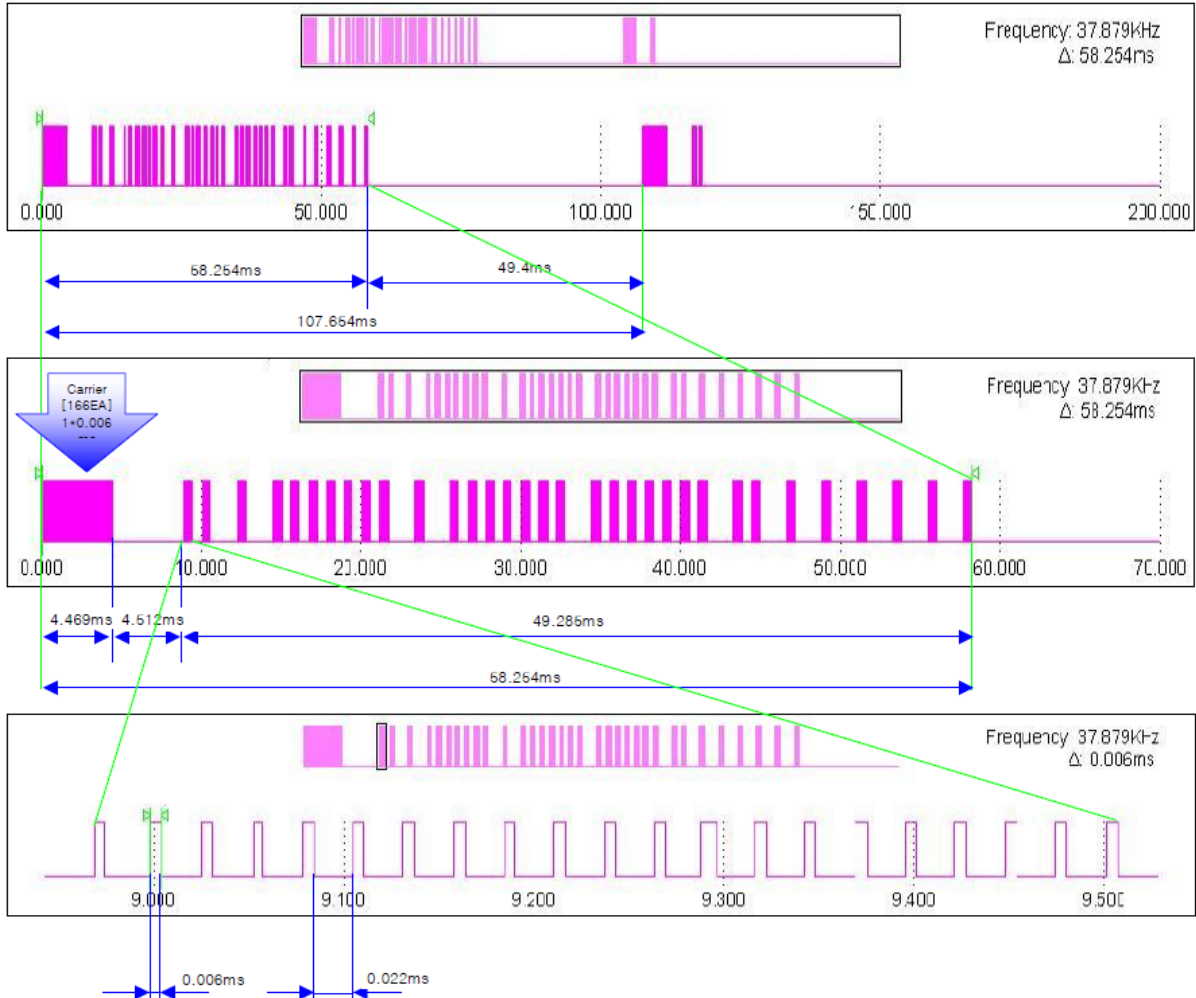 Frequency: 37.879KHz
Δ: 58.254ms
0.000 50.000 100.000 200.000
58.254ms 49.4ms
107.654ms
Frequency 37.879KHz
Δ: 58.254ms
Carrier
[166EA]
1*0.006
0.000 10.000 20.000 30.000 40.000 50.000 60.000 70.000
4.469ms 4.512ms 49.285ms
58.254ms
Frequency 37.879KHz
Δ: 0.006ms
9.000 9.100 9.200 9.300 9.400 9.500
0.006ms 0.022ms